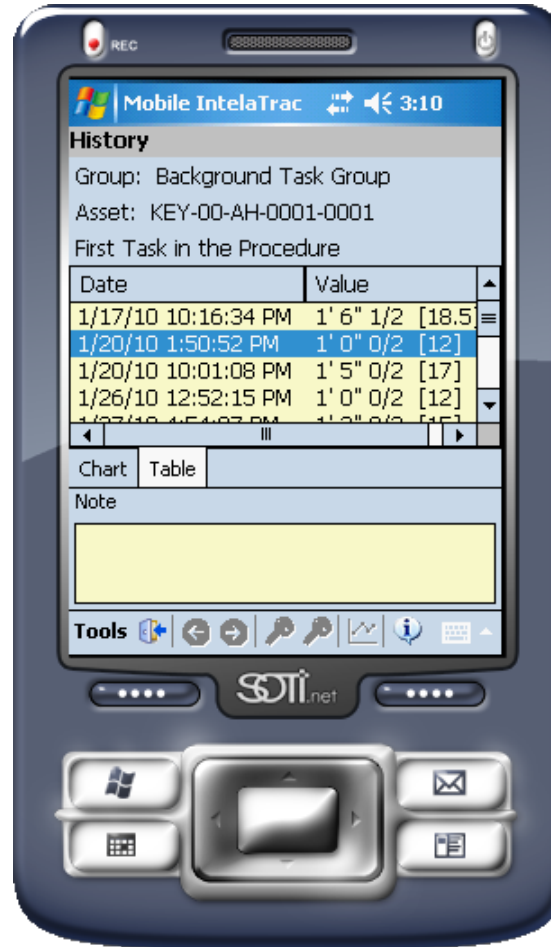 REC
Mobile IntelaTrac 3:10
History
Group: Background Task Group
Asset: KEY-00-AH-0001-0001
First Task in the Procedure
Date Value
1/17/10 10:16:34 PM 1' 6" 1/2 [18.5]
1/20/10 1:50:52 PM 1' 0" 0/2 [12]
1/20/10 10:01:08 PM 1' 5" 0/2 [17]
1/26/10 12:52:15 PM 1' 0" 0/2 [12]
Chart Table
Note
Tools
SOTI.net